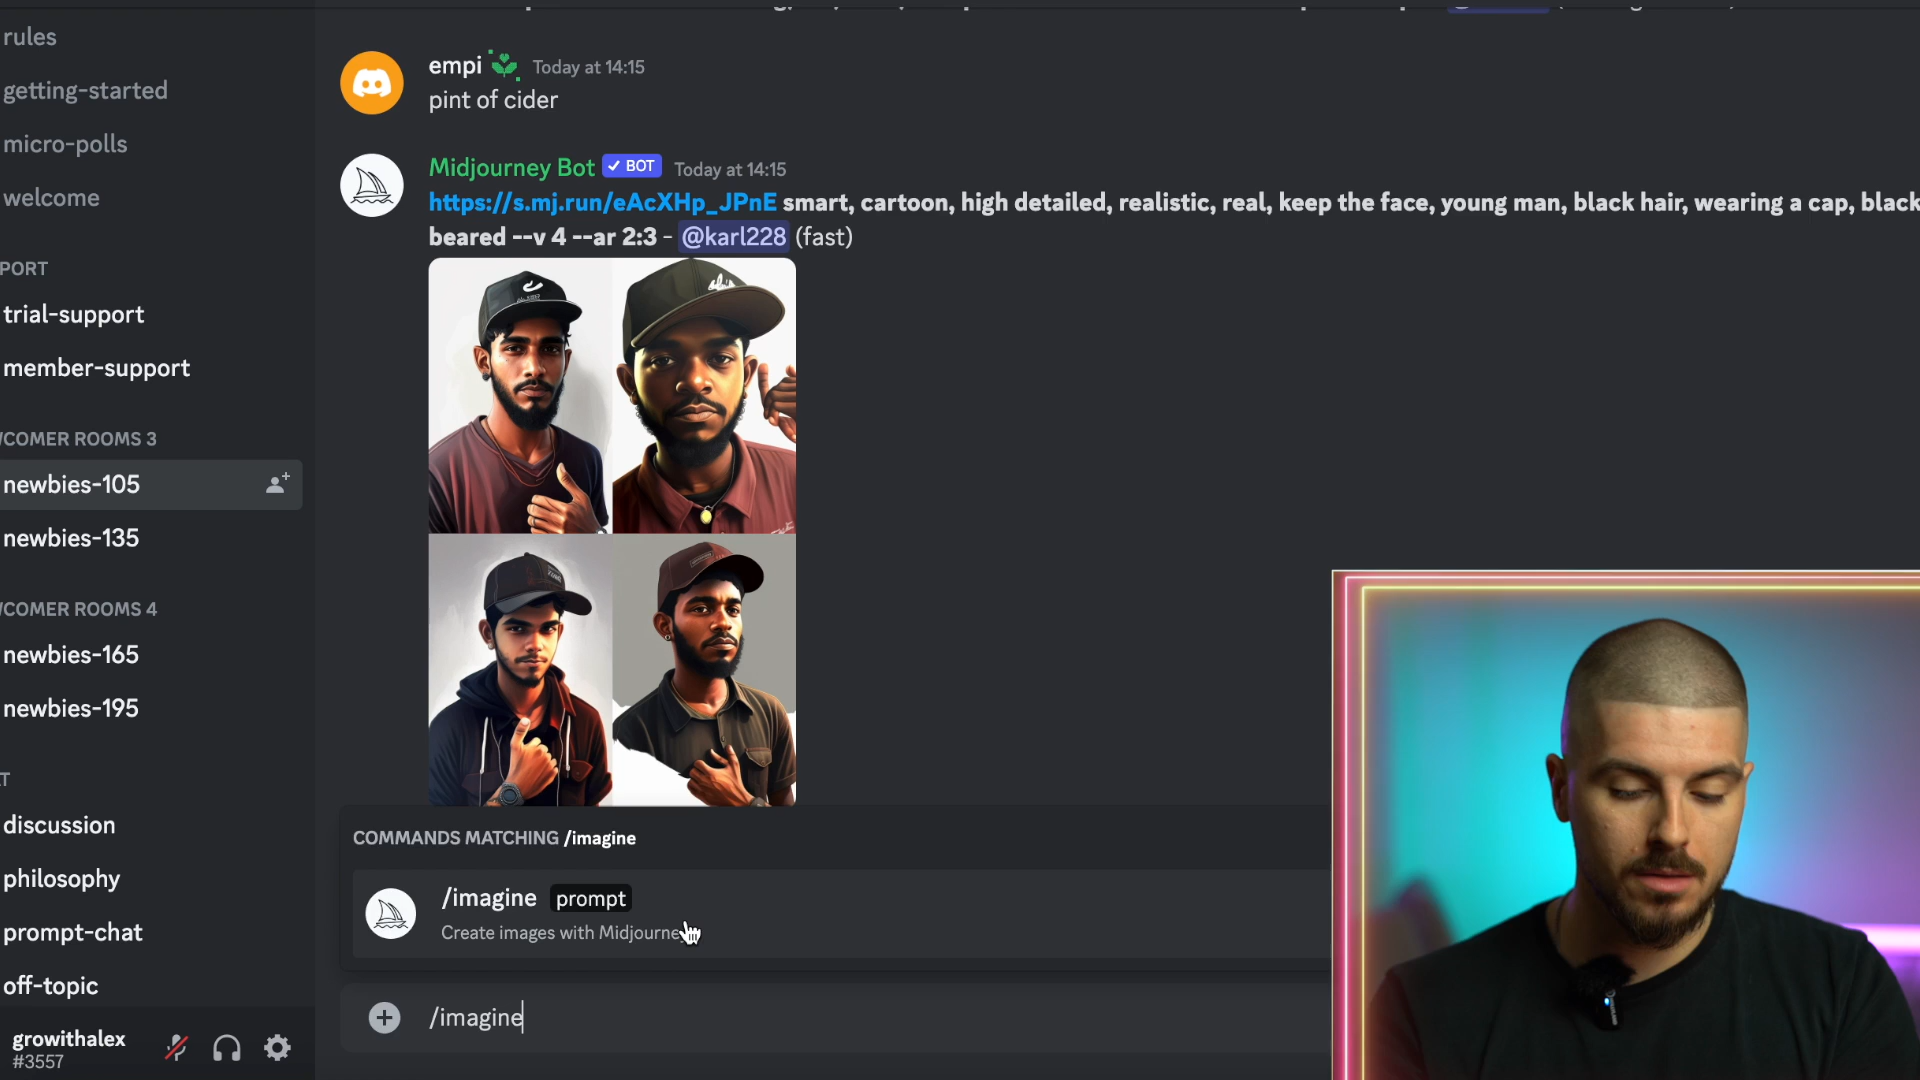 rules
getting-started
micro-polls
welcome
PORT
trial-support
member-support
COMER ROOMS 3
newbies-105
newbies-135
COMER ROOMS 4
newbies-165
newbies-195
T
discussion
philosophy
prompt-chat
off-topic
growithalex
#3557
empi Today at 14:15
pint of cider
Midjourney Bot ✓ BOT Today at 14:15
https://s.mj.run/eAcXHp_JPnE smart, cartoon, high detailed, realistic, real, keep the face, young man, black hair, wearing a cap, black
beared --v 4 --ar 2:3 - @karl228 (fast)
COMMANDS MATCHING /imagine
/imagine prompt
Create images with Midjourne
/imagine